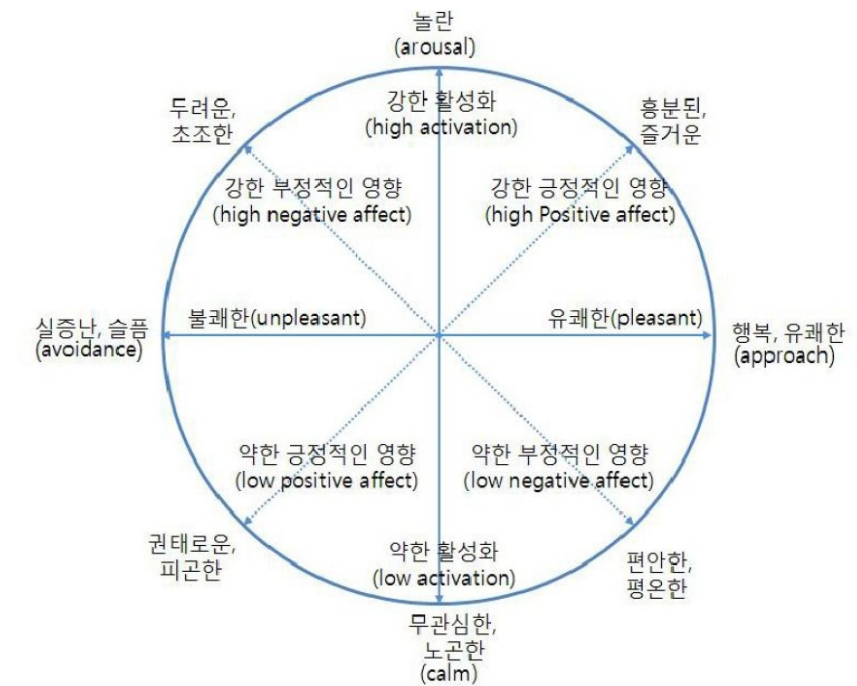 놀란
(arousal)
강한 활성화
(high activation)
두려운,
초조한
흥분된,
즐거운
강한 부정적인 영향
(high negative affect)
강한 긍정적인 영향
(high Positive affect)
불쾌한(unpleasant)
유쾌한(pleasant)
실증난, 슬픔
(avoidance)
행복, 유쾌한
(approach)
약한 긍정적인 영향
(low positive affect)
약한 부정적인 영향
(low negative affect)
권태로운,
피곤한
약한 활성화
(low activation)
편안한,
평온한
무관심한,
노곤한
(calm)